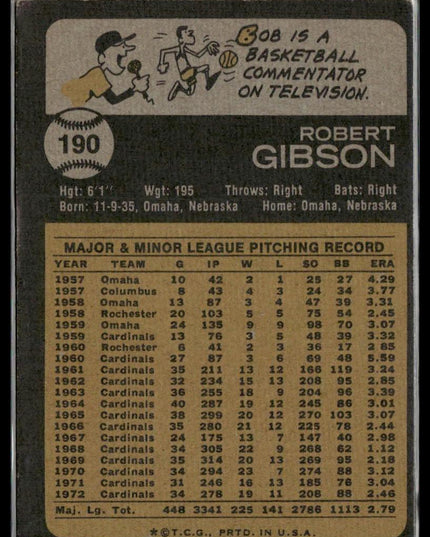 BOB IS A
BASKETBALL
COMMENTATOR
ON TELEVISION.
190
ROBERT
GIBSON
Hgt: 6'1" Wgt: 195 Throws: Right Bats: Right
Born: 11-9-35, Omaha, Nebraska Home: Omaha, Nebraska
MAJOR & MINOR LEAGUE PITCHING RECORD
YEAR TEAM G IP W L SO BB ERA
1957 Omaha 10 42 2 1 25 27 4.29
1957 Columbus 8 43 4 3 24 34 3.77
1958 Omaha 13 87 3 4 47 39 3.31
1958 Rochester 20 103 5 5 75 54 2.45
1959 Omaha 24 135 9 9 98 70 3.07
1959 Cardinals 13 76 3 5 48 39 3.32
1960 Rochester 6 41 2 3 36 17 2.85
1960 Cardinals 27 87 3 6 69 48 5.59
1961 Cardinals 35 211 13 12 166 119 3.24
1962 Cardinals 32 234 15 13 208 95 2.85
1963 Cardinals 36 255 18 9 204 96 3.39
1964 Cardinals 40 287 19 12 245 86 3.01
1965 Cardinals 38 299 20 12 270 103 3.07
1966 Cardinals 35 280 21 12 225 78 2.44
1967 Cardinals 24 175 13 7 147 40 2.98
1968 Cardinals 34 305 22 9 268 62 1.12
1969 Cardinals 35 314 20 13 269 95 2.18
1970 Cardinals 34 294 23 7 274 88 3.12
1971 Cardinals 31 246 16 13 185 76 3.04
1972 Cardinals 34 278 19 11 208 88 2.46
Maj. Lg. Tot. 448 3341 225 141 2786 1113 2.79
*©T.C.G., PRTD. IN U.S.A.